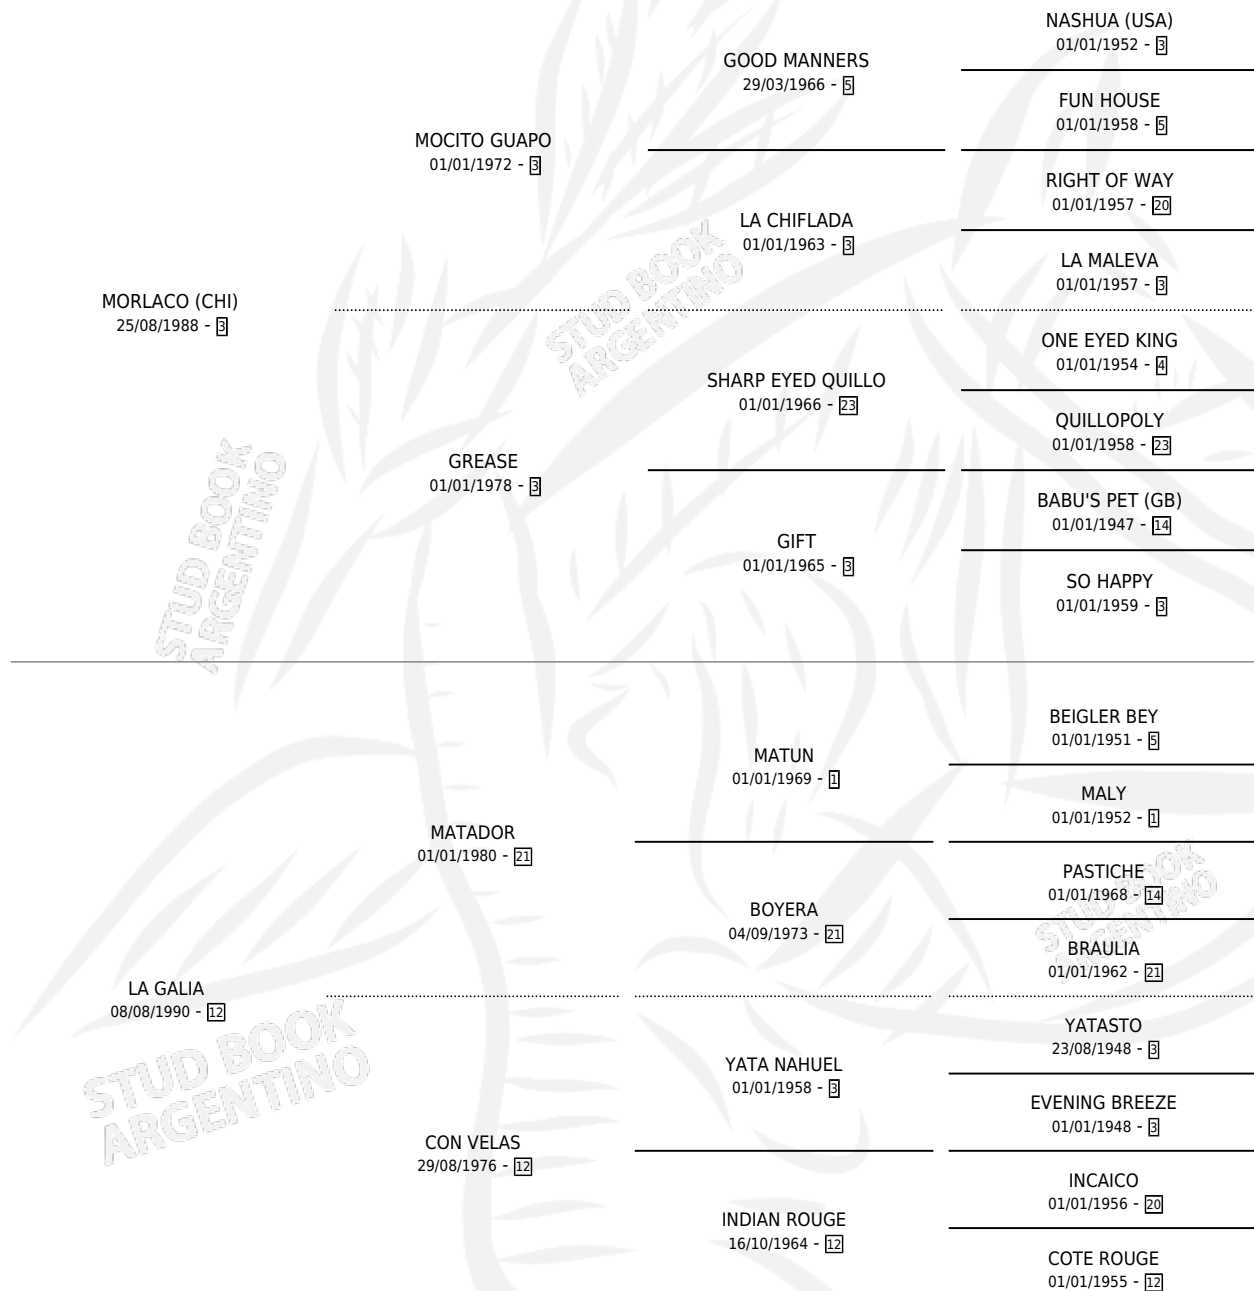 NASHUA (USA)
01/01/1952 - 3
GOOD MANNERS
29/03/1966 - 5
FUN HOUSE
01/01/1958 - 5
MOCITO GUAPO
01/01/1972 - 3
RIGHT OF WAY
01/01/1957 - 20
LA CHIFLADA
01/01/1963 - 3
LA MALEVA
01/01/1957 - 3
MORLACO (CHI)
25/08/1988 - 3
STUD BOOK
ARGENTINO
ONE EYED KING
01/01/1954 - 4
SHARP EYED QUILLO
01/01/1966 - 23
QUILLOPOLY
01/01/1958 - 23
GREASE
01/01/1978 - 3
BABU'S PET (GB)
01/01/1947 - 14
GIFT
01/01/1965 - 3
SO HAPPY
01/01/1959 - 3
STUD BOOK
ARGENTINO
BEIGLER BEY
01/01/1951 - 5
MATUN
01/01/1969 - 1
MALY
01/01/1952 - 1
MATADOR
01/01/1980 - 21
PASTICHE
01/01/1968 - 14
BOYERA
04/09/1973 - 21
BRAULIA
01/01/1962 - 21
STUD BOOK
ARGENTINO
LA GALIA
08/08/1990 - 12
YATASTO
23/08/1948 - 3
YATA NAHUEL
01/01/1958 - 3
EVENING BREEZE
01/01/1948 - 3
STUD BOOK
ARGENTINO
CON VELAS
29/08/1976 - 12
INCAICO
01/01/1956 - 20
INDIAN ROUGE
16/10/1964 - 12
COTE ROUGE
01/01/1955 - 12